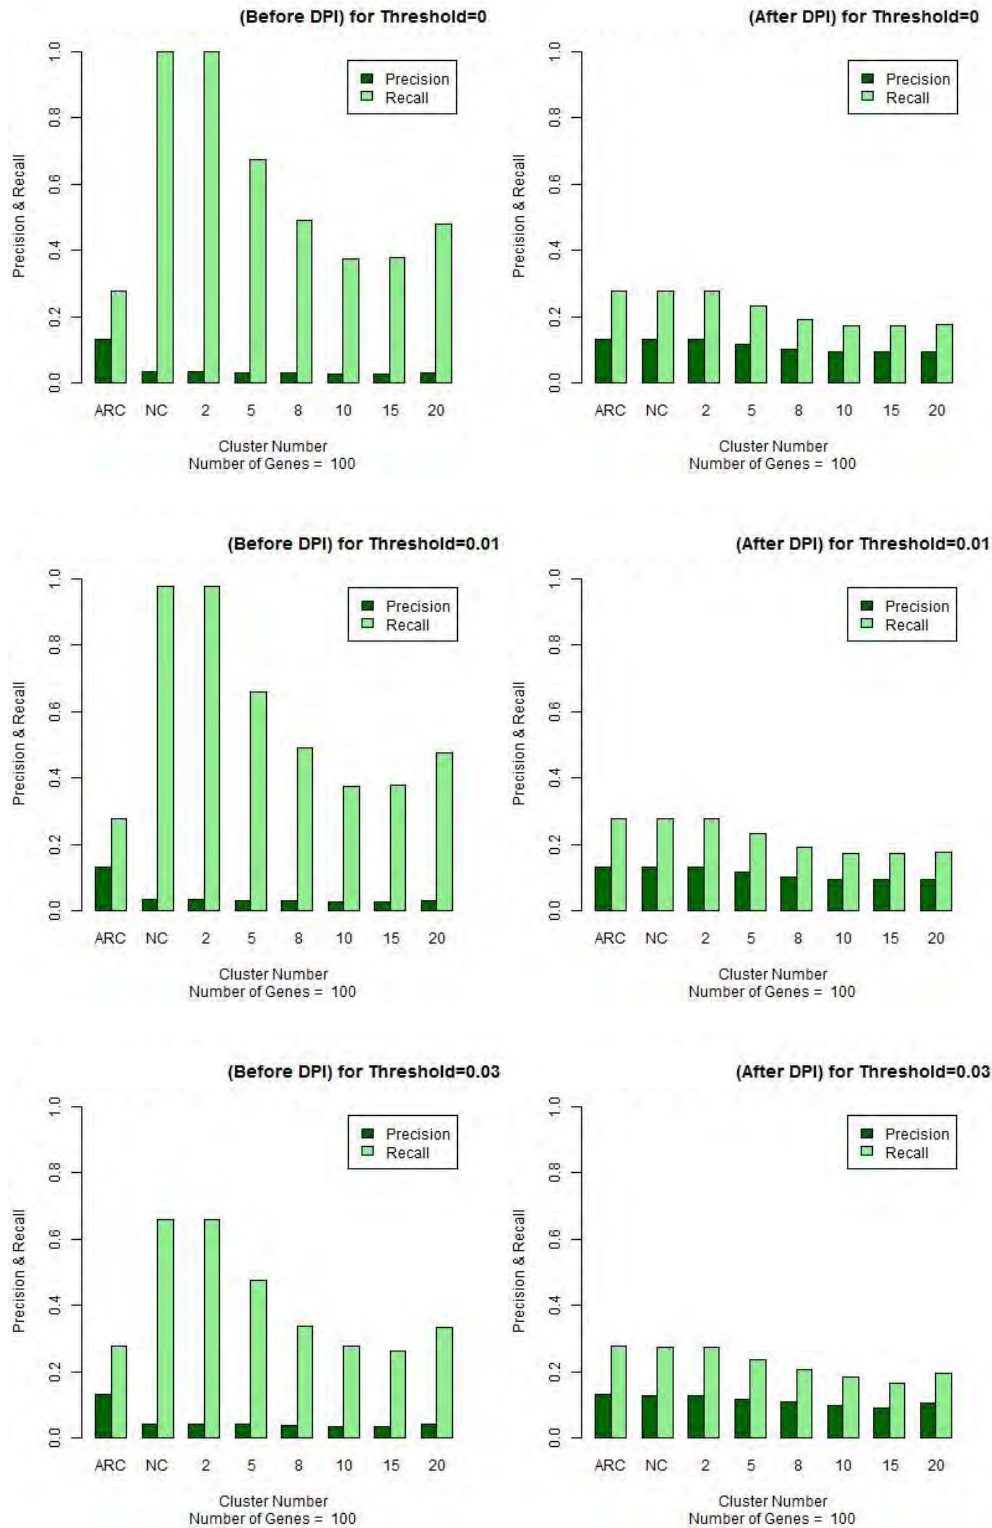 (Before DPI) for Threshold=0
Precision & Recall
0.0 0.2 0.4 0.6 0.8 1.0
Precision
Recall
ARC NC 2 5 8 10 15 20
Cluster Number
Number of Genes = 100
(After DPI) for Threshold=0
Precision & Recall
0.0 0.2 0.4 0.6 0.8 1.0
Precision
Recall
ARC NC 2 5 8 10 15 20
Cluster Number
Number of Genes = 100
(Before DPI) for Threshold=0.01
Precision & Recall
0.0 0.2 0.4 0.6 0.8 1.0
Precision
Recall
ARC NC 2 5 8 10 15 20
Cluster Number
Number of Genes = 100
(After DPI) for Threshold=0.01
Precision & Recall
0.0 0.2 0.4 0.6 0.8 1.0
Precision
Recall
ARC NC 2 5 8 10 15 20
Cluster Number
Number of Genes = 100
(Before DPI) for Threshold=0.03
Precision & Recall
0.0 0.2 0.4 0.6 0.8 1.0
Precision
Recall
ARC NC 2 5 8 10 15 20
Cluster Number
Number of Genes = 100
(After DPI) for Threshold=0.03
Precision & Recall
0.0 0.2 0.4 0.6 0.8 1.0
Precision
Recall
ARC NC 2 5 8 10 15 20
Cluster Number
Number of Genes = 100